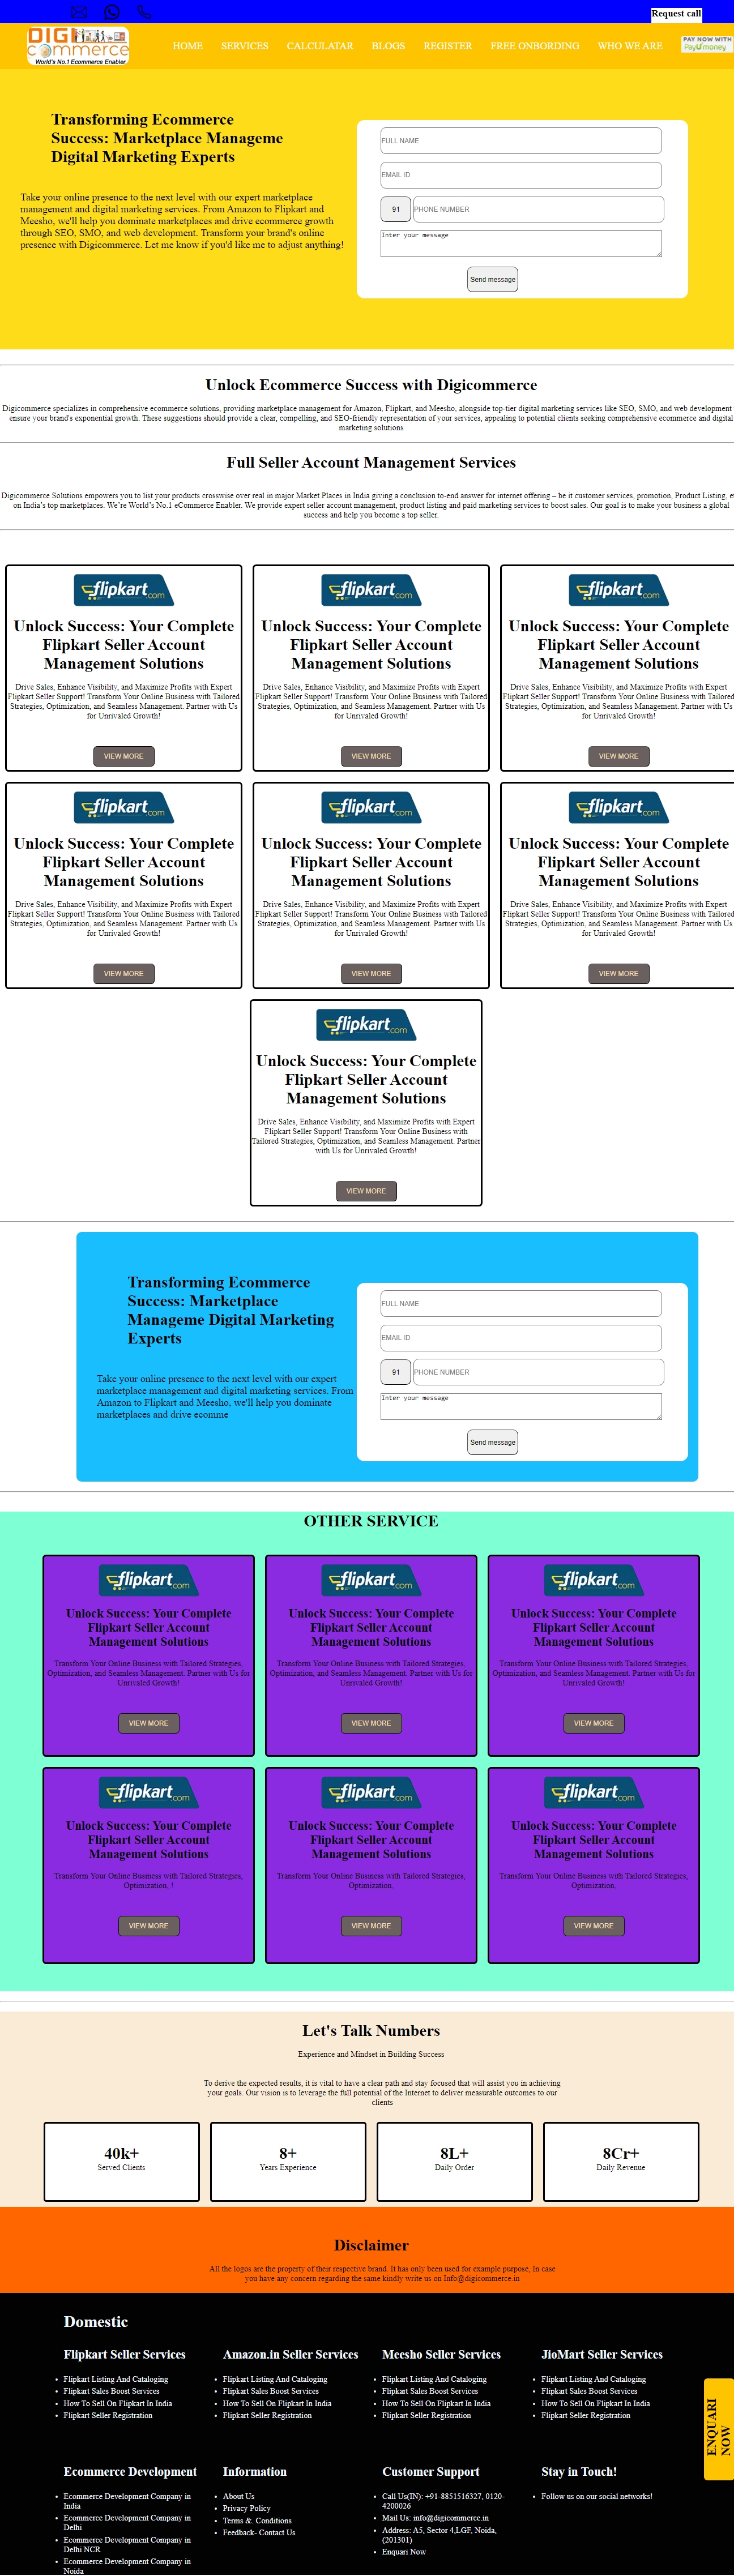 Request call
DIGI
commerce
World's No.1 Ecommerce Enabler
HOME SERVICES CALCULATAR BLOGS REGISTER FREE ONBORDING WHO WE ARE
PAY NOW WITH
PayUmoney
Transforming Ecommerce
Success: Marketplace Manageme
Digital Marketing Experts
Take your online presence to the next level with our expert marketplace
management and digital marketing services. From Amazon to Flipkart and
Meesho, we'll help you dominate marketplaces and drive ecommerce growth
through SEO, SMO, and web development. Transform your brand's online
presence with Digicommerce. Let me know if you'd like me to adjust anything!
FULL NAME
EMAIL ID
91 PHONE NUMBER
Enter your message
Send message
Unlock Ecommerce Success with Digicommerce
Digicommerce specializes in comprehensive ecommerce solutions, providing marketplace management for Amazon, Flipkart, and Meesho, alongside top-tier digital marketing services like SEO, SMO, and web development
ensure your brand's exponential growth. These suggestions should provide a clear, compelling, and SEO-friendly representation of your services, appealing to potential clients seeking comprehensive ecommerce and digital
marketing solutions
Full Seller Account Management Services
Digicommerce Solutions empowers you to list your products crosswise over real in major Market Places in India giving a conclusion to-end answer for internet offering – be it customer services, promotion, Product Listing, e
on India's top marketplaces. We're World's No.1 eCommerce Enabler. We provide expert seller account management, product listing and paid marketing services to boost sales. Our goal is to make your business a global
success and help you become a top seller.
flipkart.com
Unlock Success: Your Complete
Flipkart Seller Account
Management Solutions
Drive Sales, Enhance Visibility, and Maximize Profits with Expert
Flipkart Seller Support! Transform Your Online Business with Tailored
Strategies, Optimization, and Seamless Management. Partner with Us
for Unrivaled Growth!
VIEW MORE
flipkart.com
Unlock Success: Your Complete
Flipkart Seller Account
Management Solutions
Drive Sales, Enhance Visibility, and Maximize Profits with Expert
Flipkart Seller Support! Transform Your Online Business with Tailored
Strategies, Optimization, and Seamless Management. Partner with Us
for Unrivaled Growth!
VIEW MORE
flipkart.com
Unlock Success: Your Complete
Flipkart Seller Account
Management Solutions
Drive Sales, Enhance Visibility, and Maximize Profits with Expert
Flipkart Seller Support! Transform Your Online Business with Tailored
Strategies, Optimization, and Seamless Management. Partner with Us
for Unrivaled Growth!
VIEW MORE
flipkart.com
Unlock Success: Your Complete
Flipkart Seller Account
Management Solutions
Drive Sales, Enhance Visibility, and Maximize Profits with Expert
Flipkart Seller Support! Transform Your Online Business with Tailored
Strategies, Optimization, and Seamless Management. Partner with Us
for Unrivaled Growth!
VIEW MORE
flipkart.com
Unlock Success: Your Complete
Flipkart Seller Account
Management Solutions
Drive Sales, Enhance Visibility, and Maximize Profits with Expert
Flipkart Seller Support! Transform Your Online Business with Tailored
Strategies, Optimization, and Seamless Management. Partner with Us
for Unrivaled Growth!
VIEW MORE
flipkart.com
Unlock Success: Your Complete
Flipkart Seller Account
Management Solutions
Drive Sales, Enhance Visibility, and Maximize Profits with Expert
Flipkart Seller Support! Transform Your Online Business with Tailored
Strategies, Optimization, and Seamless Management. Partner with Us
for Unrivaled Growth!
VIEW MORE
flipkart.com
Unlock Success: Your Complete
Flipkart Seller Account
Management Solutions
Drive Sales, Enhance Visibility, and Maximize Profits with Expert
Flipkart Seller Support! Transform Your Online Business with
Tailored Strategies, Optimization, and Seamless Management. Partner
with Us for Unrivaled Growth!
VIEW MORE
Transforming Ecommerce
Success: Marketplace
Manageme Digital Marketing
Experts
Take your online presence to the next level with our expert
marketplace management and digital marketing services. From
Amazon to Flipkart and Meesho, we'll help you dominate
marketplaces and drive ecomme
FULL NAME
EMAIL ID
91 PHONE NUMBER
Enter your message
Send message
OTHER SERVICE
flipkart.com
Unlock Success: Your Complete
Flipkart Seller Account
Management Solutions
Transform Your Online Business with Tailored Strategies,
Optimization, and Seamless Management. Partner with Us for
Unrivaled Growth!
VIEW MORE
flipkart.com
Unlock Success: Your Complete
Flipkart Seller Account
Management Solutions
Transform Your Online Business with Tailored Strategies,
Optimization, and Seamless Management. Partner with Us for
Unrivaled Growth!
VIEW MORE
flipkart.com
Unlock Success: Your Complete
Flipkart Seller Account
Management Solutions
Transform Your Online Business with Tailored Strategies,
Optimization, and Seamless Management. Partner with Us for
Unrivaled Growth!
VIEW MORE
flipkart.com
Unlock Success: Your Complete
Flipkart Seller Account
Management Solutions
Transform Your Online Business with Tailored Strategies,
Optimization, !
VIEW MORE
flipkart.com
Unlock Success: Your Complete
Flipkart Seller Account
Management Solutions
Transform Your Online Business with Tailored Strategies,
Optimization,
VIEW MORE
flipkart.com
Unlock Success: Your Complete
Flipkart Seller Account
Management Solutions
Transform Your Online Business with Tailored Strategies,
Optimization,
VIEW MORE
Let's Talk Numbers
Experience and Mindset in Building Success
To derive the expected results, it is vital to have a clear path and stay focused that will assist you in achieving
your goals. Our vision is to leverage the full potential of the Internet to deliver measurable outcomes to our
clients
40k+
Served Clients
8+
Years Experience
8L+
Daily Order
8Cr+
Daily Revenue
Disclaimer
All the logos are the property of their respective brand. It has only been used for example purpose, In case
you have any concern regarding the same kindly write us on Info@digicommerce.in
Domestic
Flipkart Seller Services
• Flipkart Listing And Cataloging
• Flipkart Sales Boost Services
• How To Sell On Flipkart In India
• Flipkart Seller Registration
Amazon.in Seller Services
• Flipkart Listing And Cataloging
• Flipkart Sales Boost Services
• How To Sell On Flipkart In India
• Flipkart Seller Registration
Meesho Seller Services
• Flipkart Listing And Cataloging
• Flipkart Sales Boost Services
• How To Sell On Flipkart In India
• Flipkart Seller Registration
JioMart Seller Services
• Flipkart Listing And Cataloging
• Flipkart Sales Boost Services
• How To Sell On Flipkart In India
• Flipkart Seller Registration
ENQUARI
NOW
Ecommerce Development
• Ecommerce Development Company in
India
• Ecommerce Development Company in
Delhi
• Ecommerce Development Company in
Delhi NCR
• Ecommerce Development Company in
Noida
Information
• About Us
• Privacy Policy
• Terms &. Conditions
• Feedback- Contact Us
Customer Support
• Call Us(IN): +91-8851516327, 0120-
4200026
• Mail Us: info@digicommerce.in
• Address: A5, Sector 4,LGF, Noida,
(201301)
• Enquari Now
Stay in Touch!
• Follow us on our social networks!